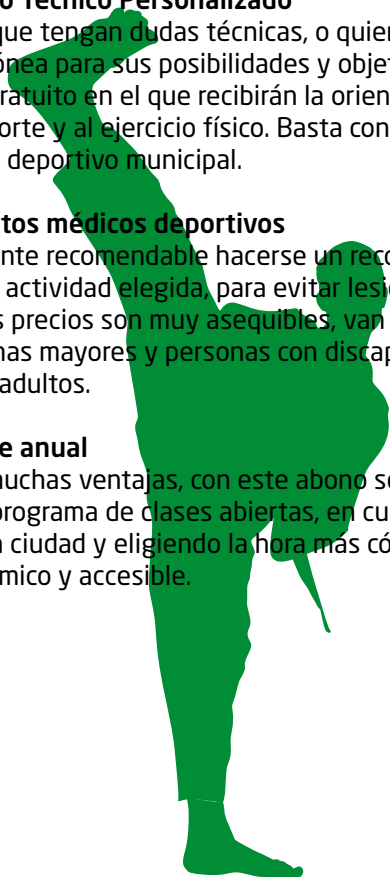 o Técnico Personalizado
que tengan dudas técnicas, o quier
ónea para sus posibilidades y objet
ratuito en el que recibirán la orien
orte y al ejercicio físico. Basta con
deportivo municipal.
tos médicos deportivos
nte recomendable hacerse un reco
actividad elegida, para evitar lesio
s precios son muy asequibles, van
nas mayores y personas con discap
adultos.
e anual
muchas ventajas, con este abono se
programa de clases abiertas, en cu
a ciudad y eligiendo la hora más có
mico y accesible.